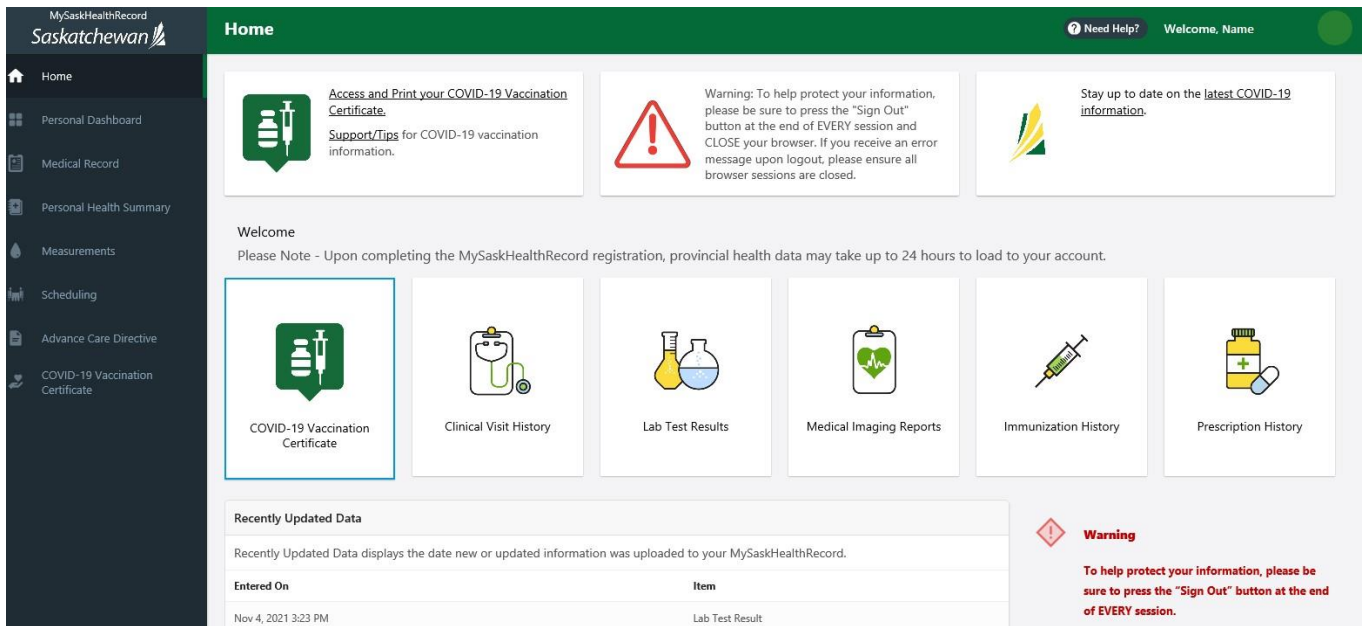 MySaskHealthRecord
Saskatchewan
Home
? Need Help?
Welcome, Name
Home
Personal Dashboard
Medical Record
Personal Health Summary
Measurements
Scheduling
Advance Care Directive
COVID-19 Vaccination
Certificate
Access and Print your COVID-19 Vaccination
Certificate.
Support/Tips for COVID-19 vaccination
information.
Warning: To help protect your information,
please be sure to press the "Sign Out"
button at the end of EVERY session and
CLOSE your browser. If you receive an error
message upon logout, please ensure all
browser sessions are closed.
Stay up to date on the latest COVID-19
information.
Welcome
Please Note - Upon completing the MySaskHealthRecord registration, provincial health data may take up to 24 hours to load to your account.
COVID-19 Vaccination
Certificate
Clinical Visit History
Lab Test Results
Medical Imaging Reports
Immunization History
Prescription History
Recently Updated Data
Recently Updated Data displays the date new or updated information was uploaded to your MySaskHealthRecord.
Entered On Item
Nov 4, 2021 3:23 PM Lab Test Result
Warning
To help protect your information, please be
sure to press the “Sign Out” button at the end
of EVERY session.